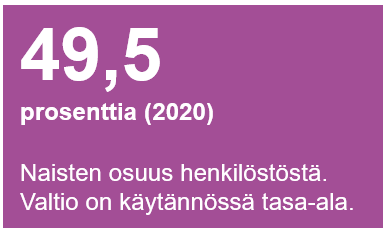 49,5
prosenttia (2020)
Naisten osuus henkilöstöstä.
Valtio on käytännössä tasa-ala.